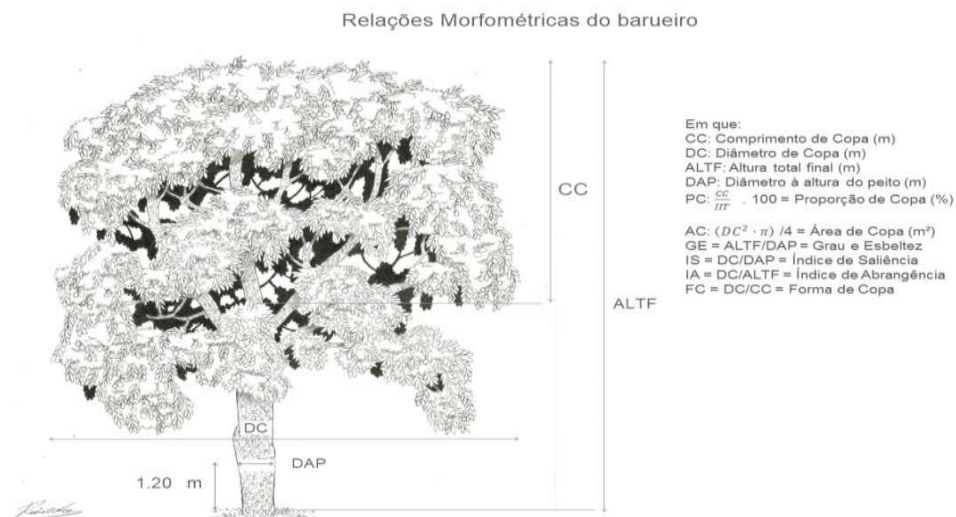 Relações Morfométricas do barueiro
CC
ALTF
Em que:
CC: Comprimento de Copa (m)
DC: Diâmetro de Copa (m)
ALTF: Altura total final (m)
DAP: Diâmetro à altura do peito (m)
PC: CC/HT . 100 = Proporção de Copa (%)
AC: (DC² · π) /4 = Área de Copa (m²)
GE = ALTF/DAP = Grau e Esbeltez
IS = DC/DAP = Índice de Saliência
IA = DC/ALTF = Índice de Abrangência
FC = DC/CC = Forma de Copa
DC
DAP
1.20 m